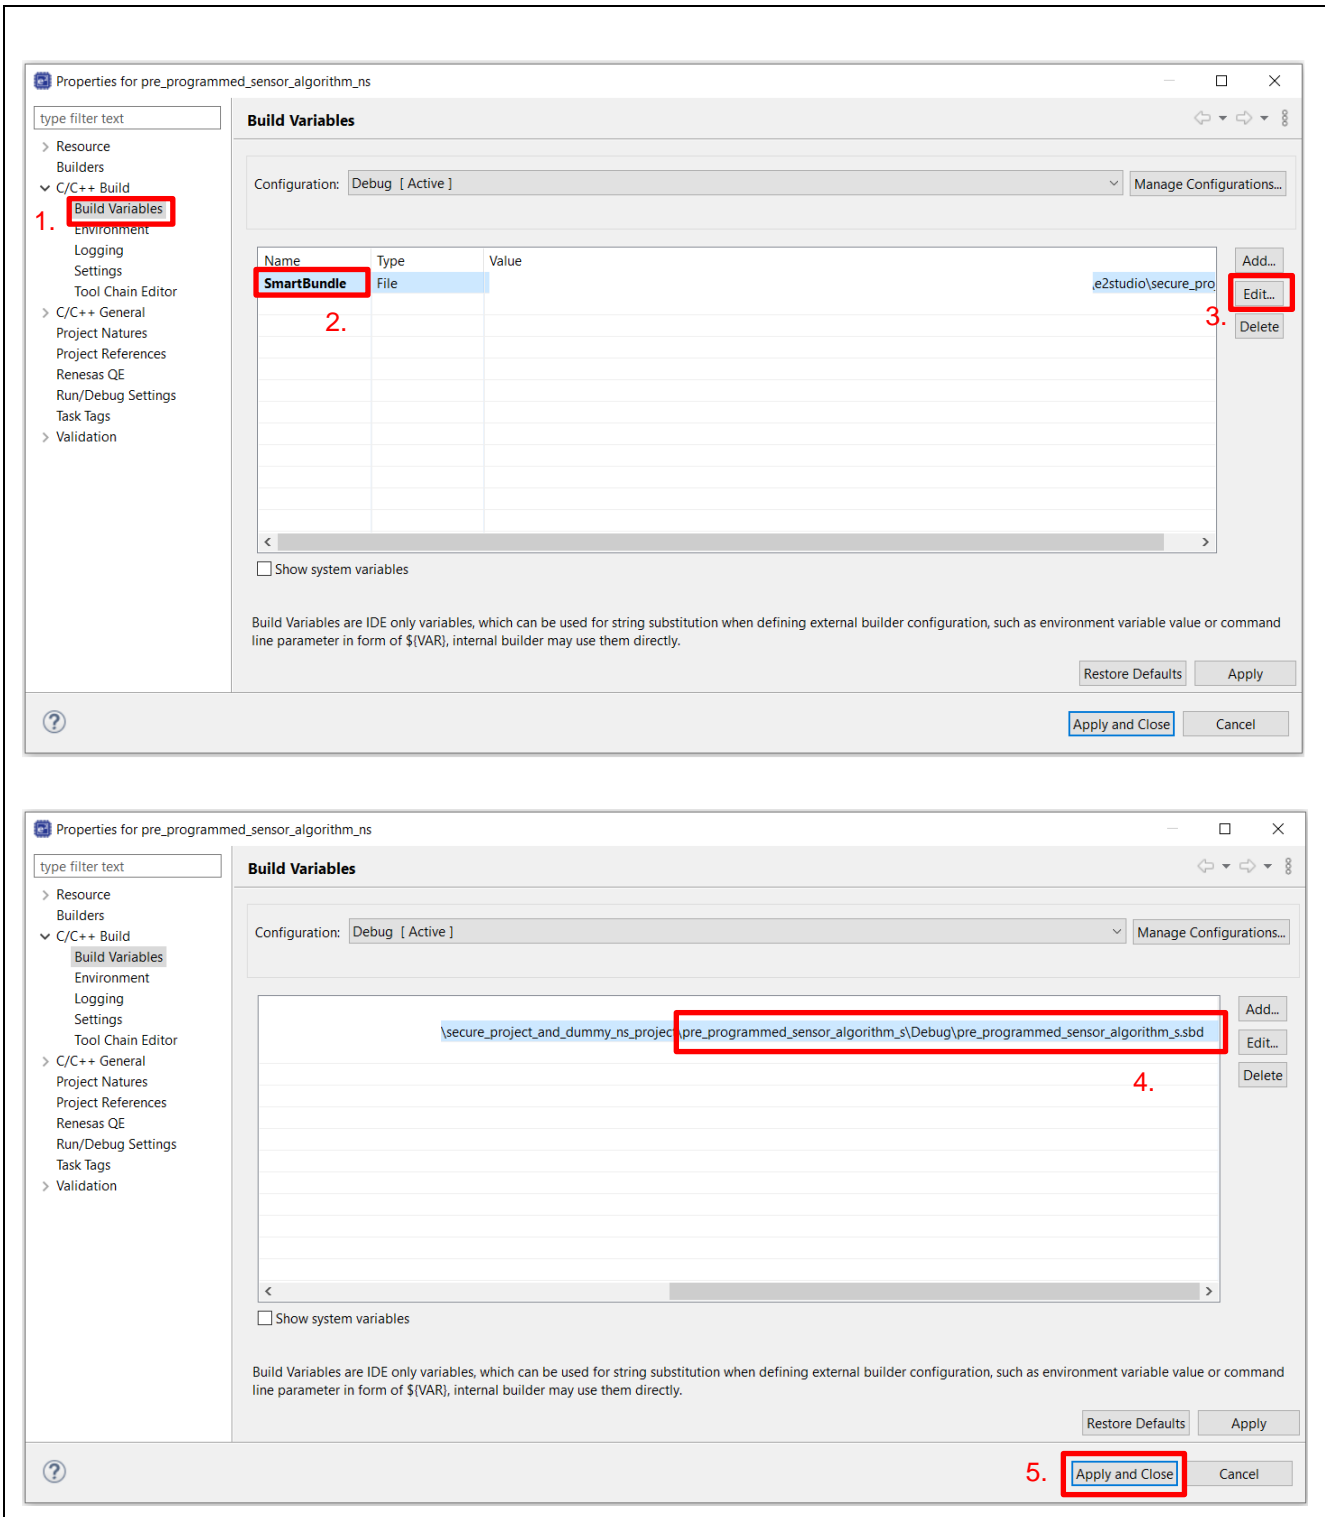 Properties for pre_programmed_sensor_algorithm_ns
type filter text
Resource
Builders
C/C++ Build
1.
Build Variables
Environment
Logging
Settings
Tool Chain Editor
C/C++ General
Project Natures
Project References
Renesas QE
Run/Debug Settings
Task Tags
Validation
Build Variables
Configuration: Debug [ Active ]
Manage Configurations...
Name Type Value
SmartBundle File e2studio\secure_pro
2.
Add...
Edit...
3.
Delete
Show system variables
Build Variables are IDE only variables, which can be used for string substitution when defining external builder configuration, such as environment variable value or command
line parameter in form of ${VAR}, internal builder may use them directly.
Restore Defaults Apply
Apply and Close Cancel
Properties for pre_programmed_sensor_algorithm_ns
type filter text
Resource
Builders
C/C++ Build
Build Variables
Environment
Logging
Settings
Tool Chain Editor
C/C++ General
Project Natures
Project References
Renesas QE
Run/Debug Settings
Task Tags
Validation
Build Variables
Configuration: Debug [ Active ]
Manage Configurations...
\secure_project_and_dummy_ns_project\pre_programmed_sensor_algorithm_s\Debug\pre_programmed_sensor_algorithm_s.sbd
4.
Add...
Edit...
Delete
Show system variables
Build Variables are IDE only variables, which can be used for string substitution when defining external builder configuration, such as environment variable value or command
line parameter in form of ${VAR}, internal builder may use them directly.
Restore Defaults Apply
5.
Apply and Close Cancel